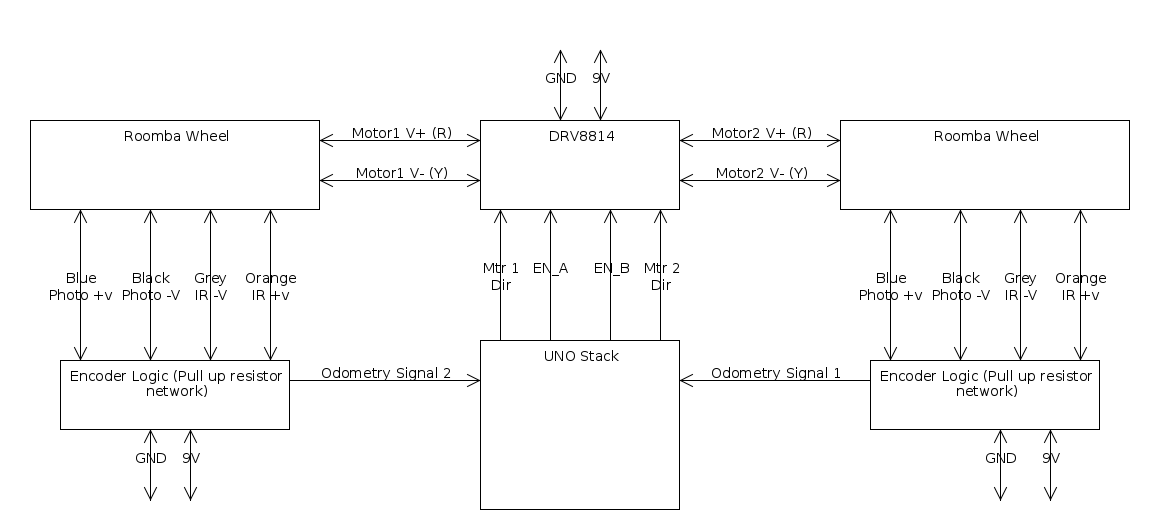 GND 9V
Roomba Wheel
Motor1 V+ (R)
DRV8814
Motor2 V+ (R)
Roomba Wheel
Motor1 V- (Y)
Motor2 V- (Y)
Blue
Photo +v
Black
Photo -V
Grey
IR -V
Orange
IR +v
Mtr 1
Dir
EN_A
EN_B
Mtr 2
Dir
Blue
Photo +v
Black
Photo -V
Grey
IR -V
Orange
IR +v
Encoder Logic (Pull up resistor
network)
Odometry Signal 2
UNO Stack
Odometry Signal 1
Encoder Logic (Pull up resistor
network)
GND 9V
GND 9V